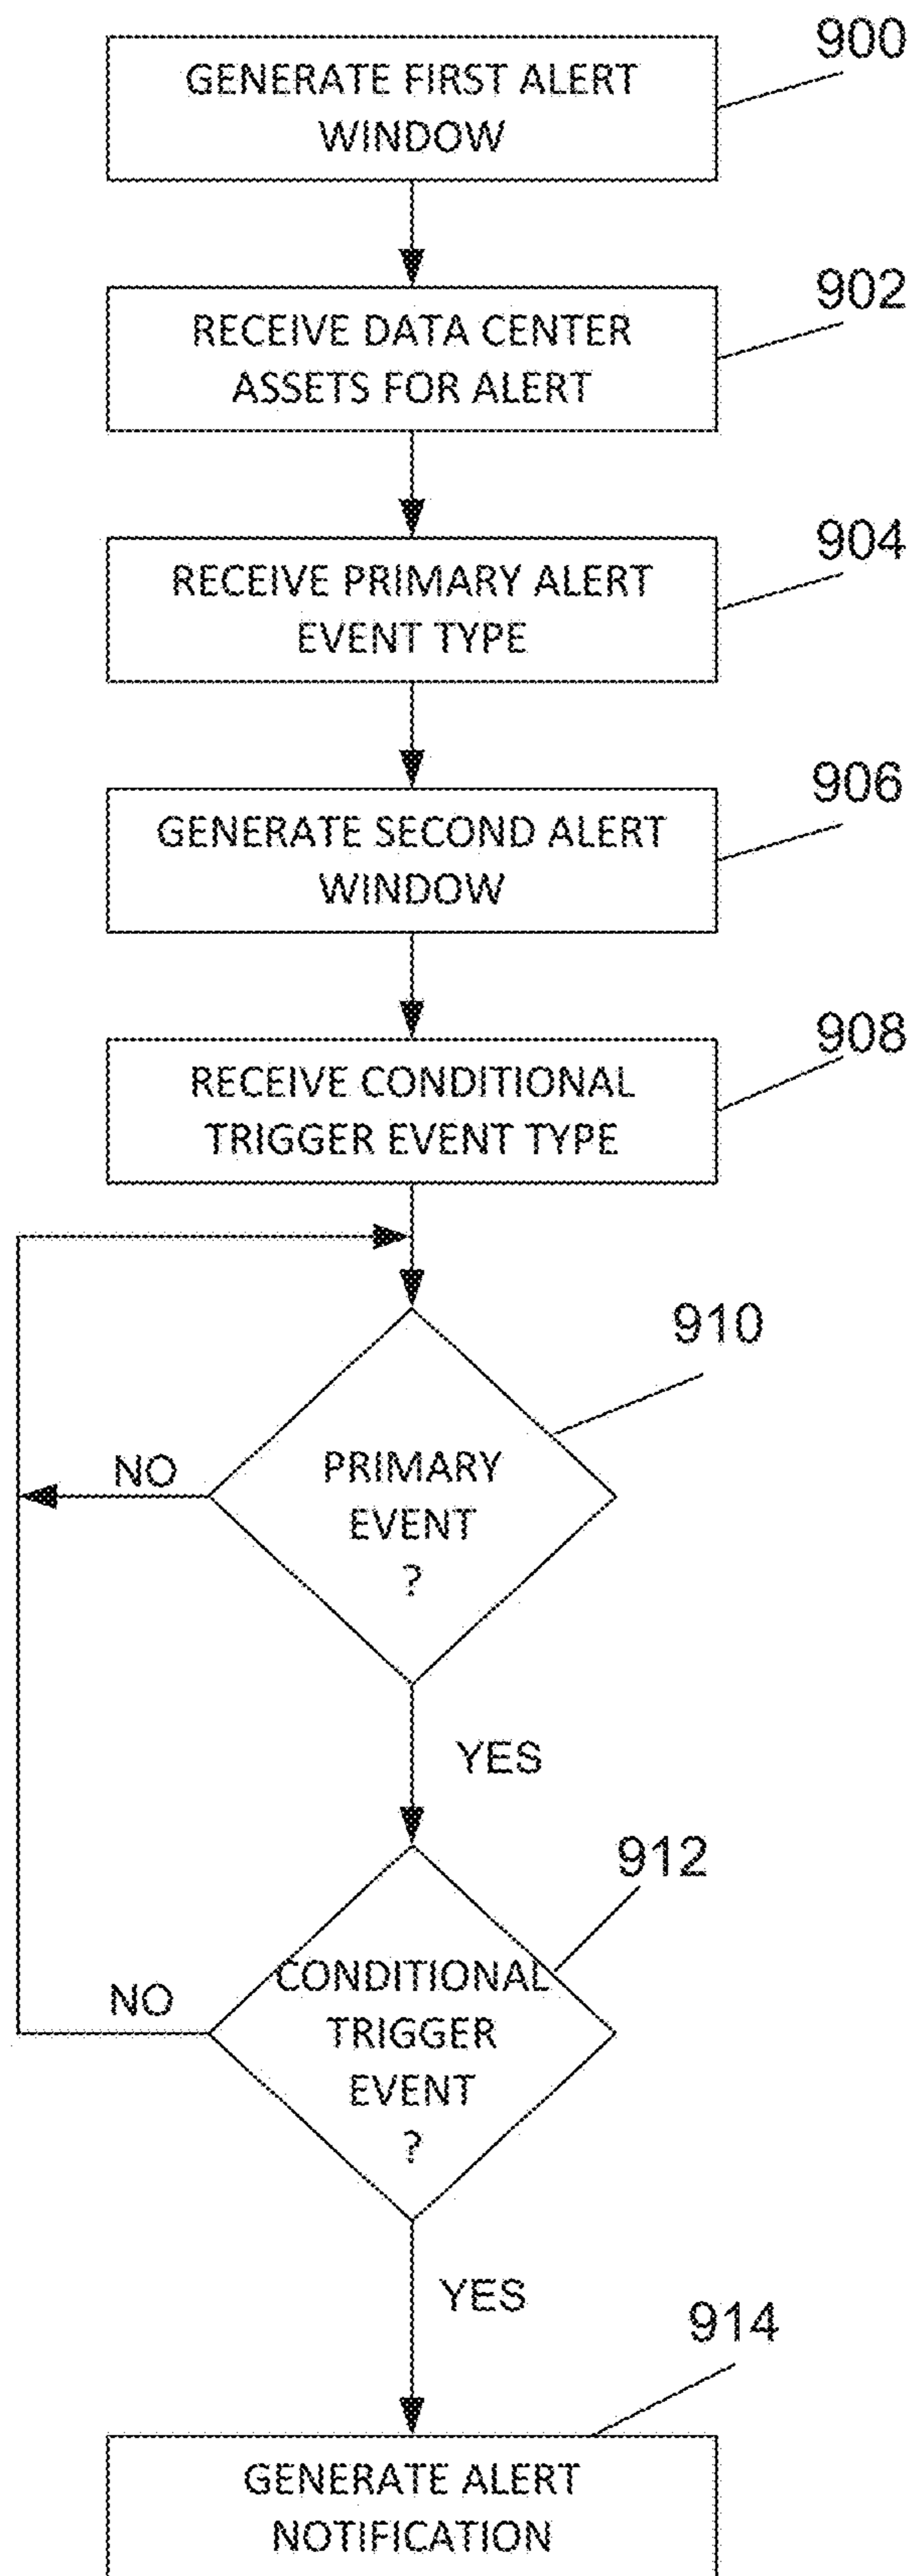 900
GENERATE FIRST ALERT
WINDOW
902
RECEIVE DATA CENTER
ASSETS FOR ALERT
904
RECEIVE PRIMARY ALERT
EVENT TYPE
906
GENERATE SECOND ALERT
WINDOW
908
RECEIVE CONDITIONAL
TRIGGER EVENT TYPE
910
NO
PRIMARY
EVENT
?
YES
912
NO
CONDITIONAL
TRIGGER
EVENT
?
YES
914
GENERATE ALERT
NOTIFICATION